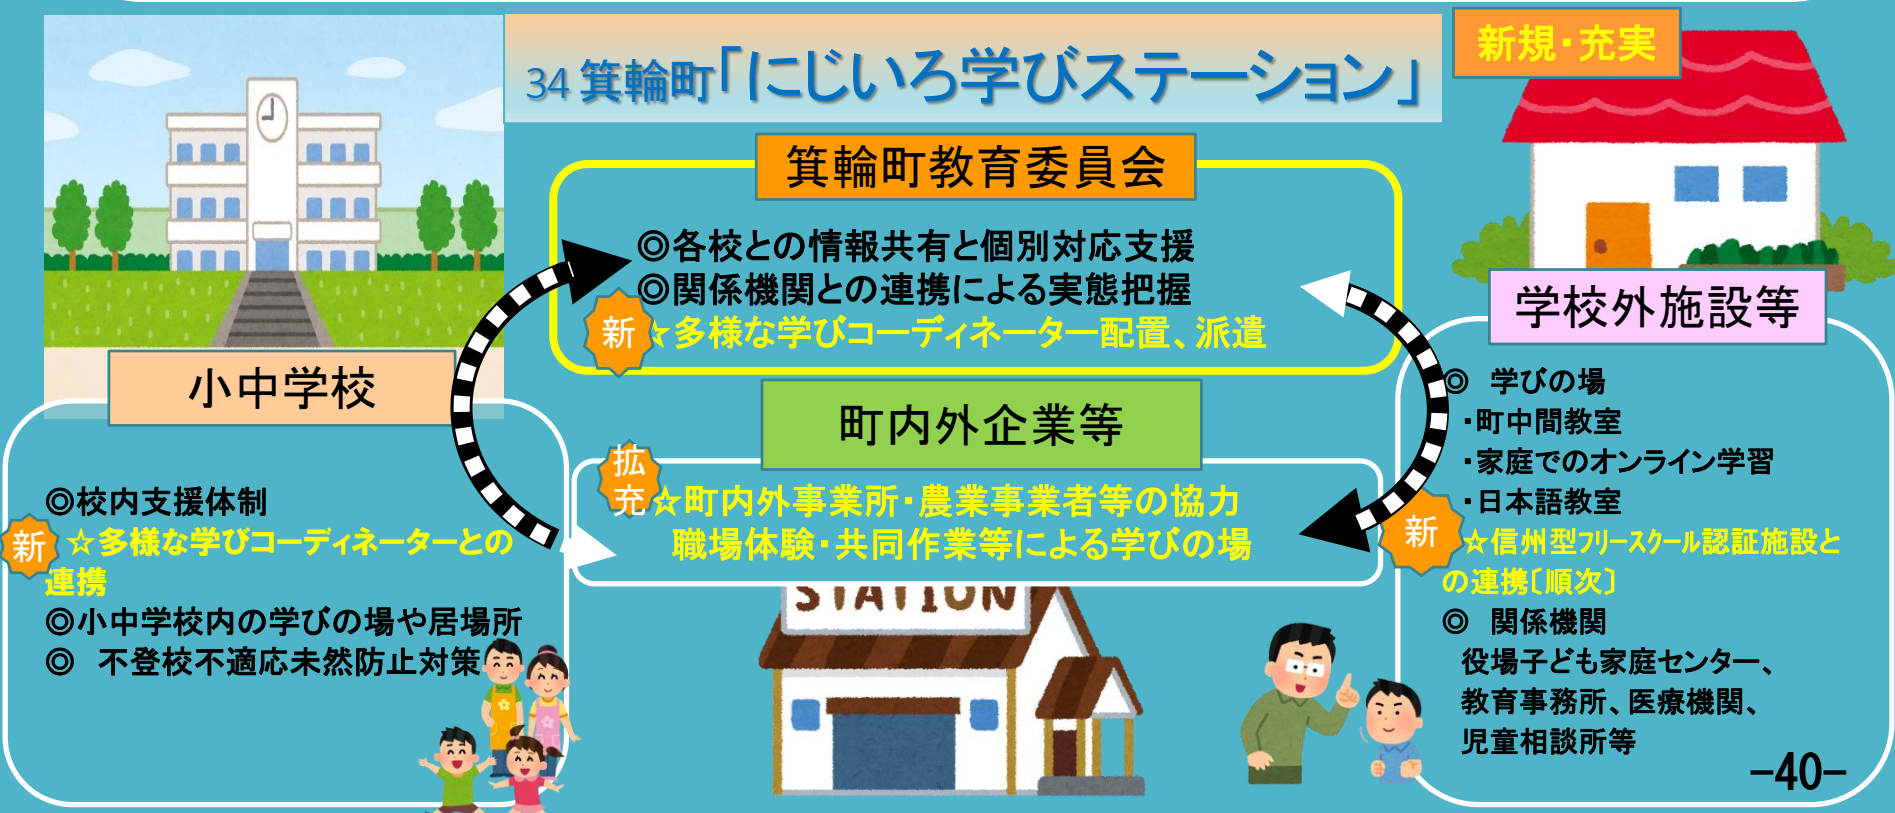 34 箕輪町「にじいろ学びステーション」
新規・充実
箕輪町教育委員会
◎各校との情報共有と個別対応支援
◎関係機関との連携による実態把握
新
☆多様な学びコーディネーター配置、派遣
小中学校
◎校内支援体制
新
☆多様な学びコーディネーターとの
連携
◎小中学校内の学びの場や居場所
◎ 不登校不適応未然防止対策
町内外企業等
拡
充
☆町内外事業所・農業事業者等の協力
職場体験・共同作業等による学びの場
STATION
学校外施設等
◎ 学びの場
・町中間教室
・家庭でのオンライン学習
・日本語教室
新
☆信州型フリースクール認証施設と
の連携〔順次〕
◎ 関係機関
役場子ども家庭センター、
教育事務所、医療機関、
児童相談所等
-40-